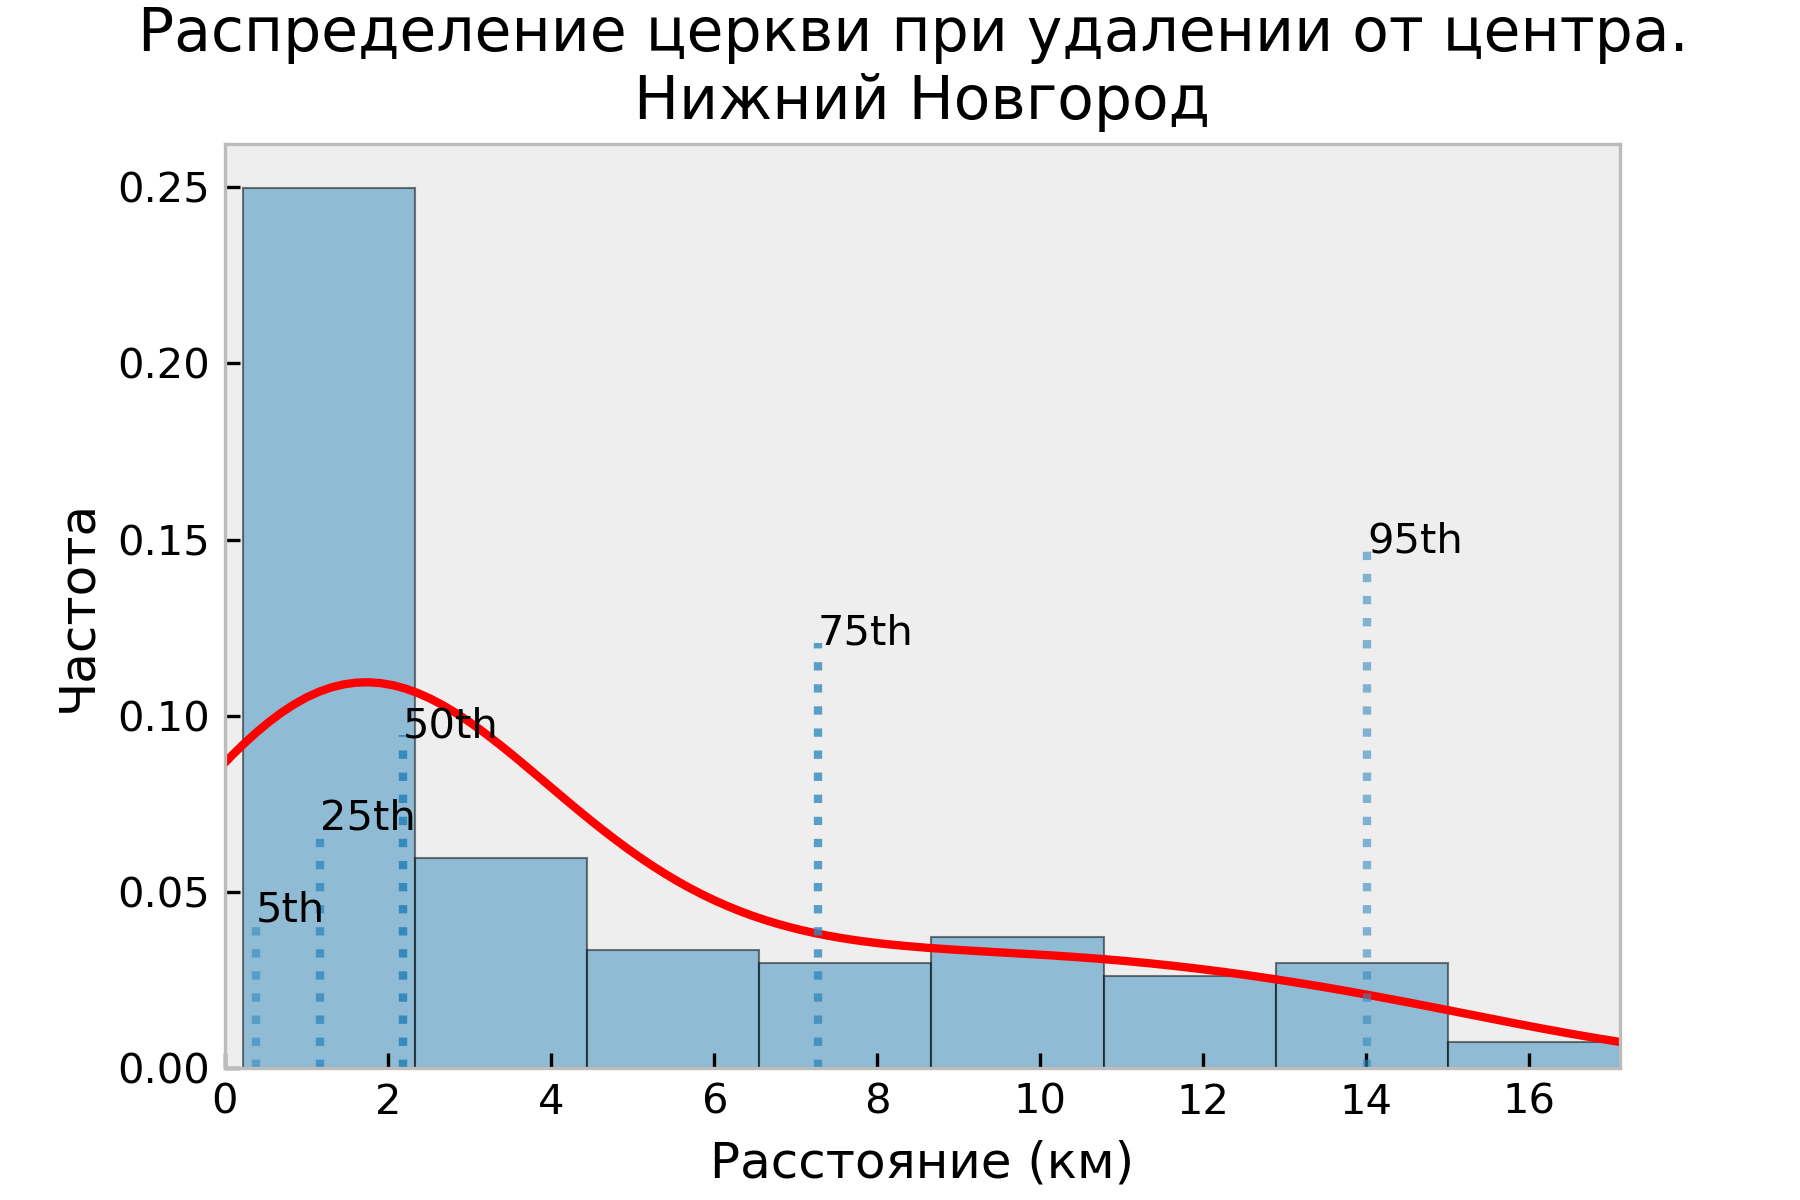 Распределение церкви при удалении от центра.
Нижний Новгород
Частота
0.25
0.20
0.15
0.10
0.05
0.00
95th
75th
50th
25th
5th
0 2 4 6 8 10 12 14 16
Расстояние (км)